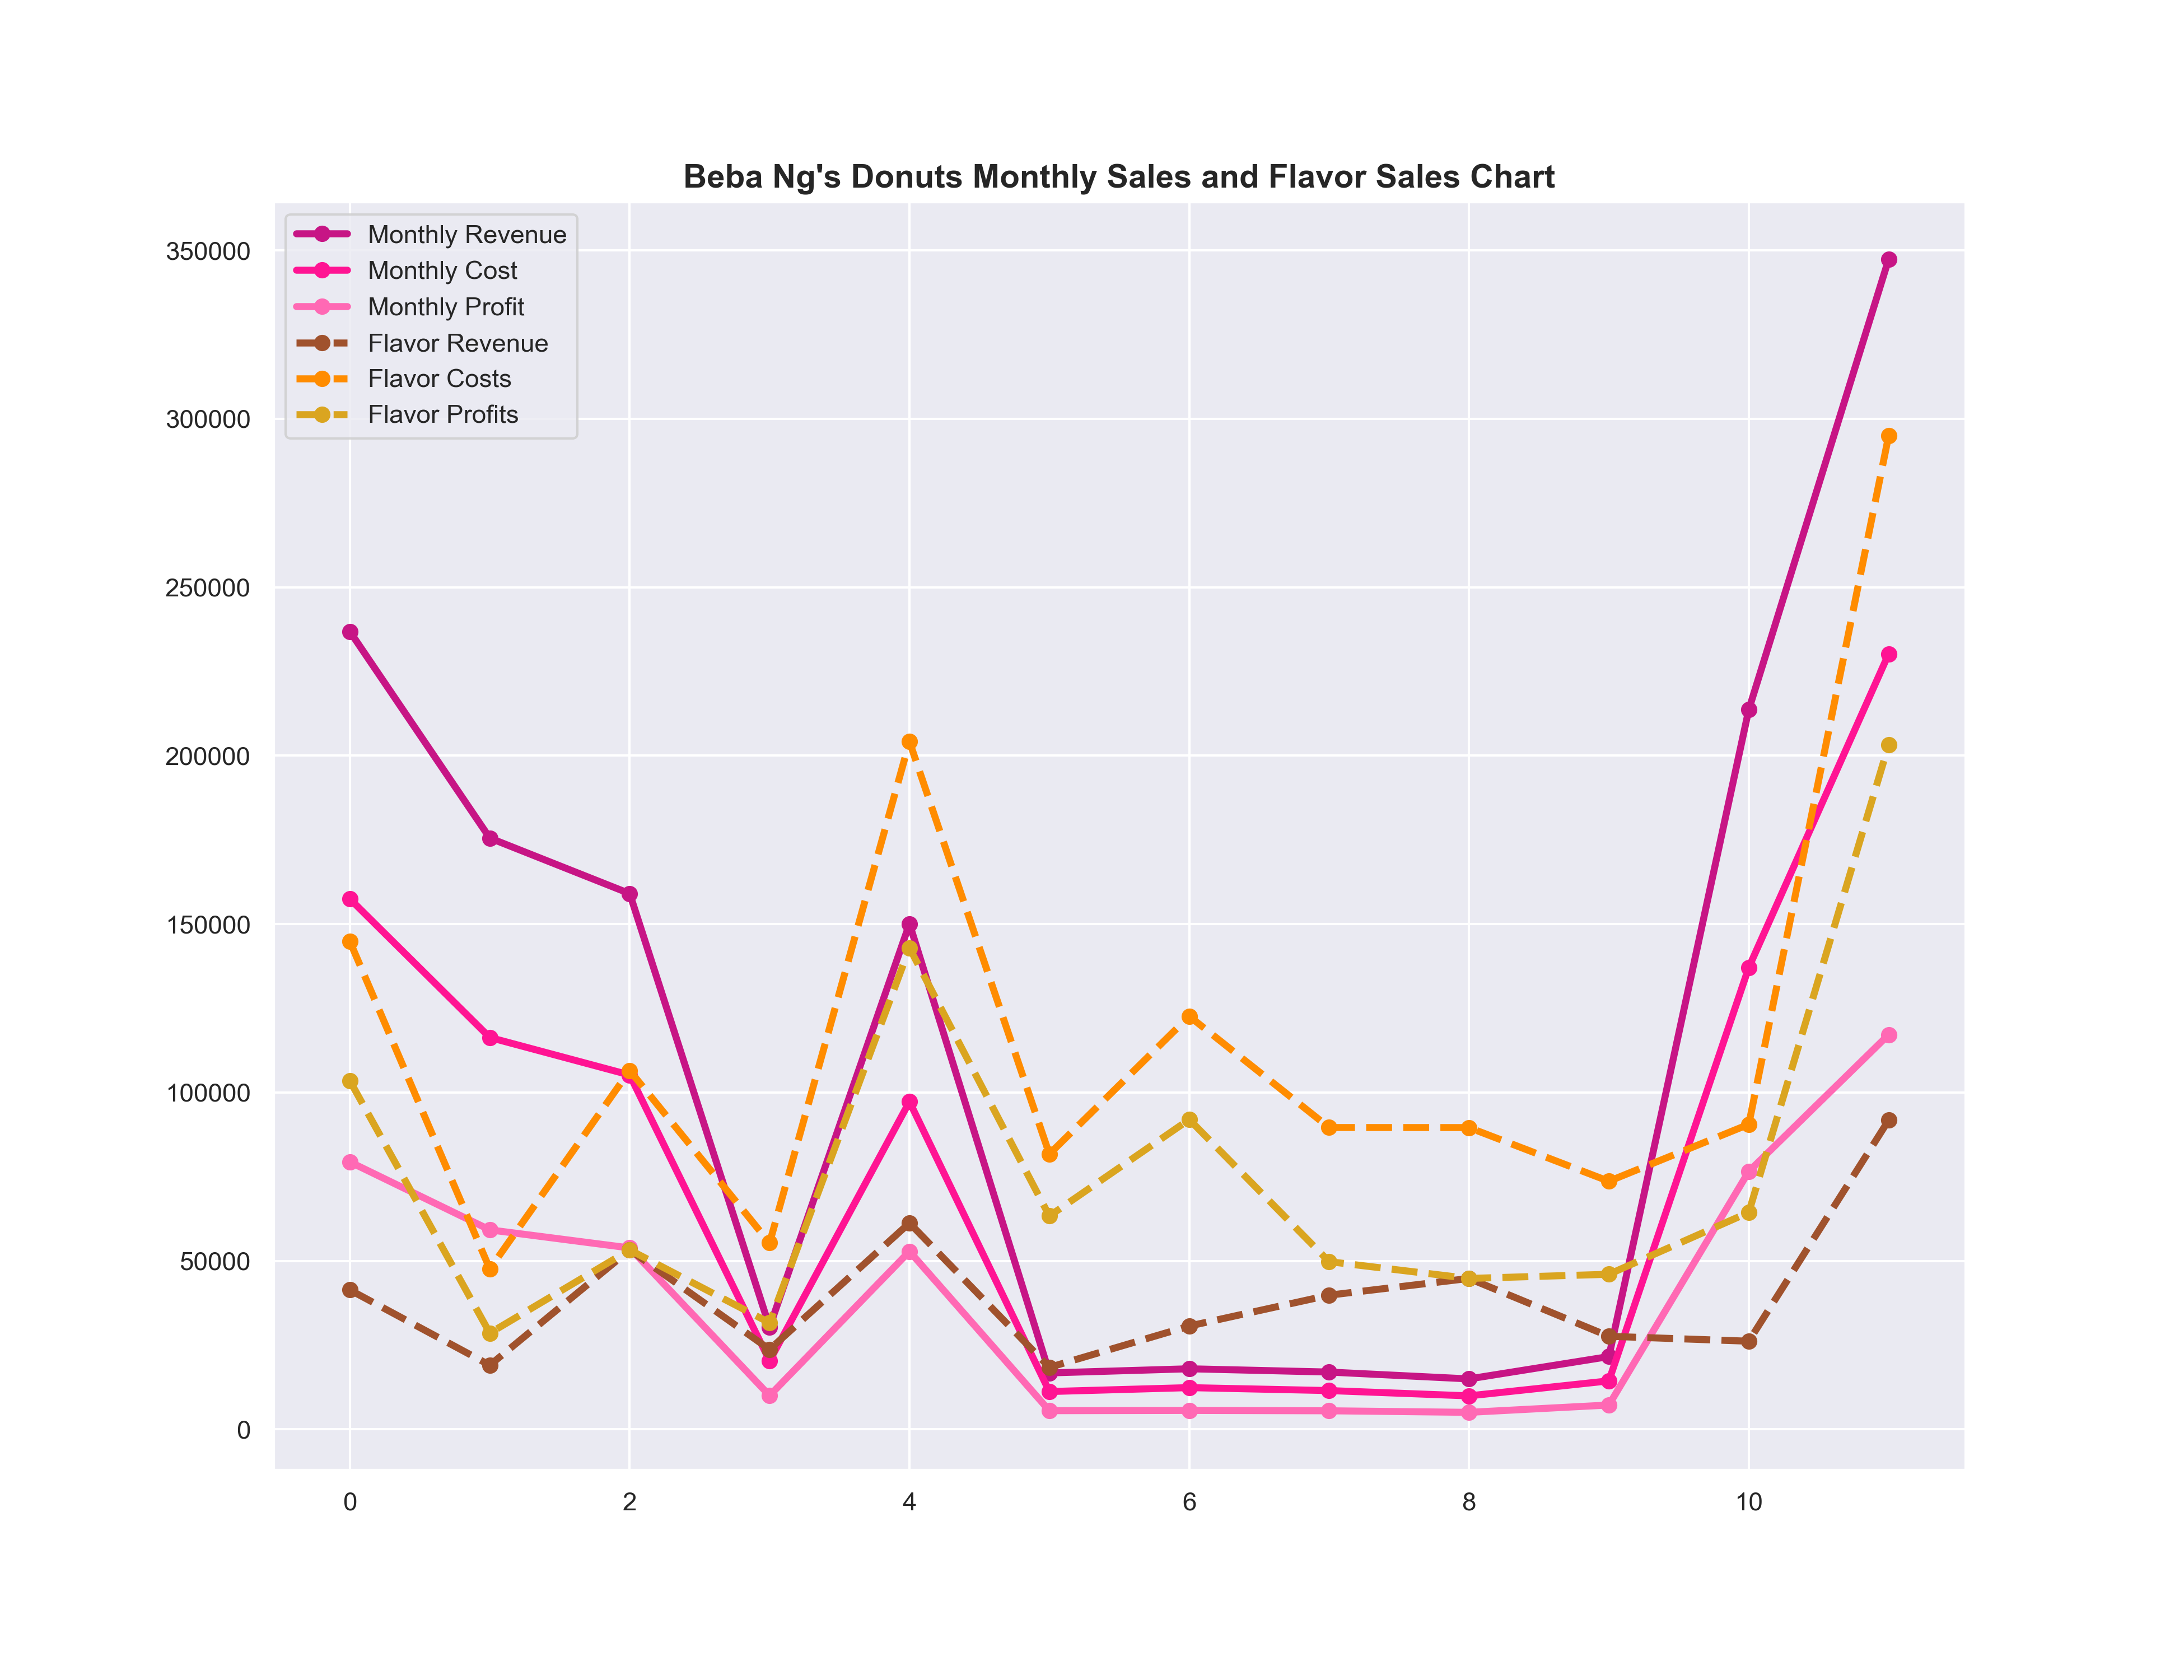 Beba Ng's Donuts Monthly Sales and Flavor Sales Chart
Monthly Revenue
Monthly Cost
Monthly Profit
Flavor Revenue
Flavor Costs
Flavor Profits
350000
300000
250000
200000
150000
100000
50000
0
0 2 4 6 8 10